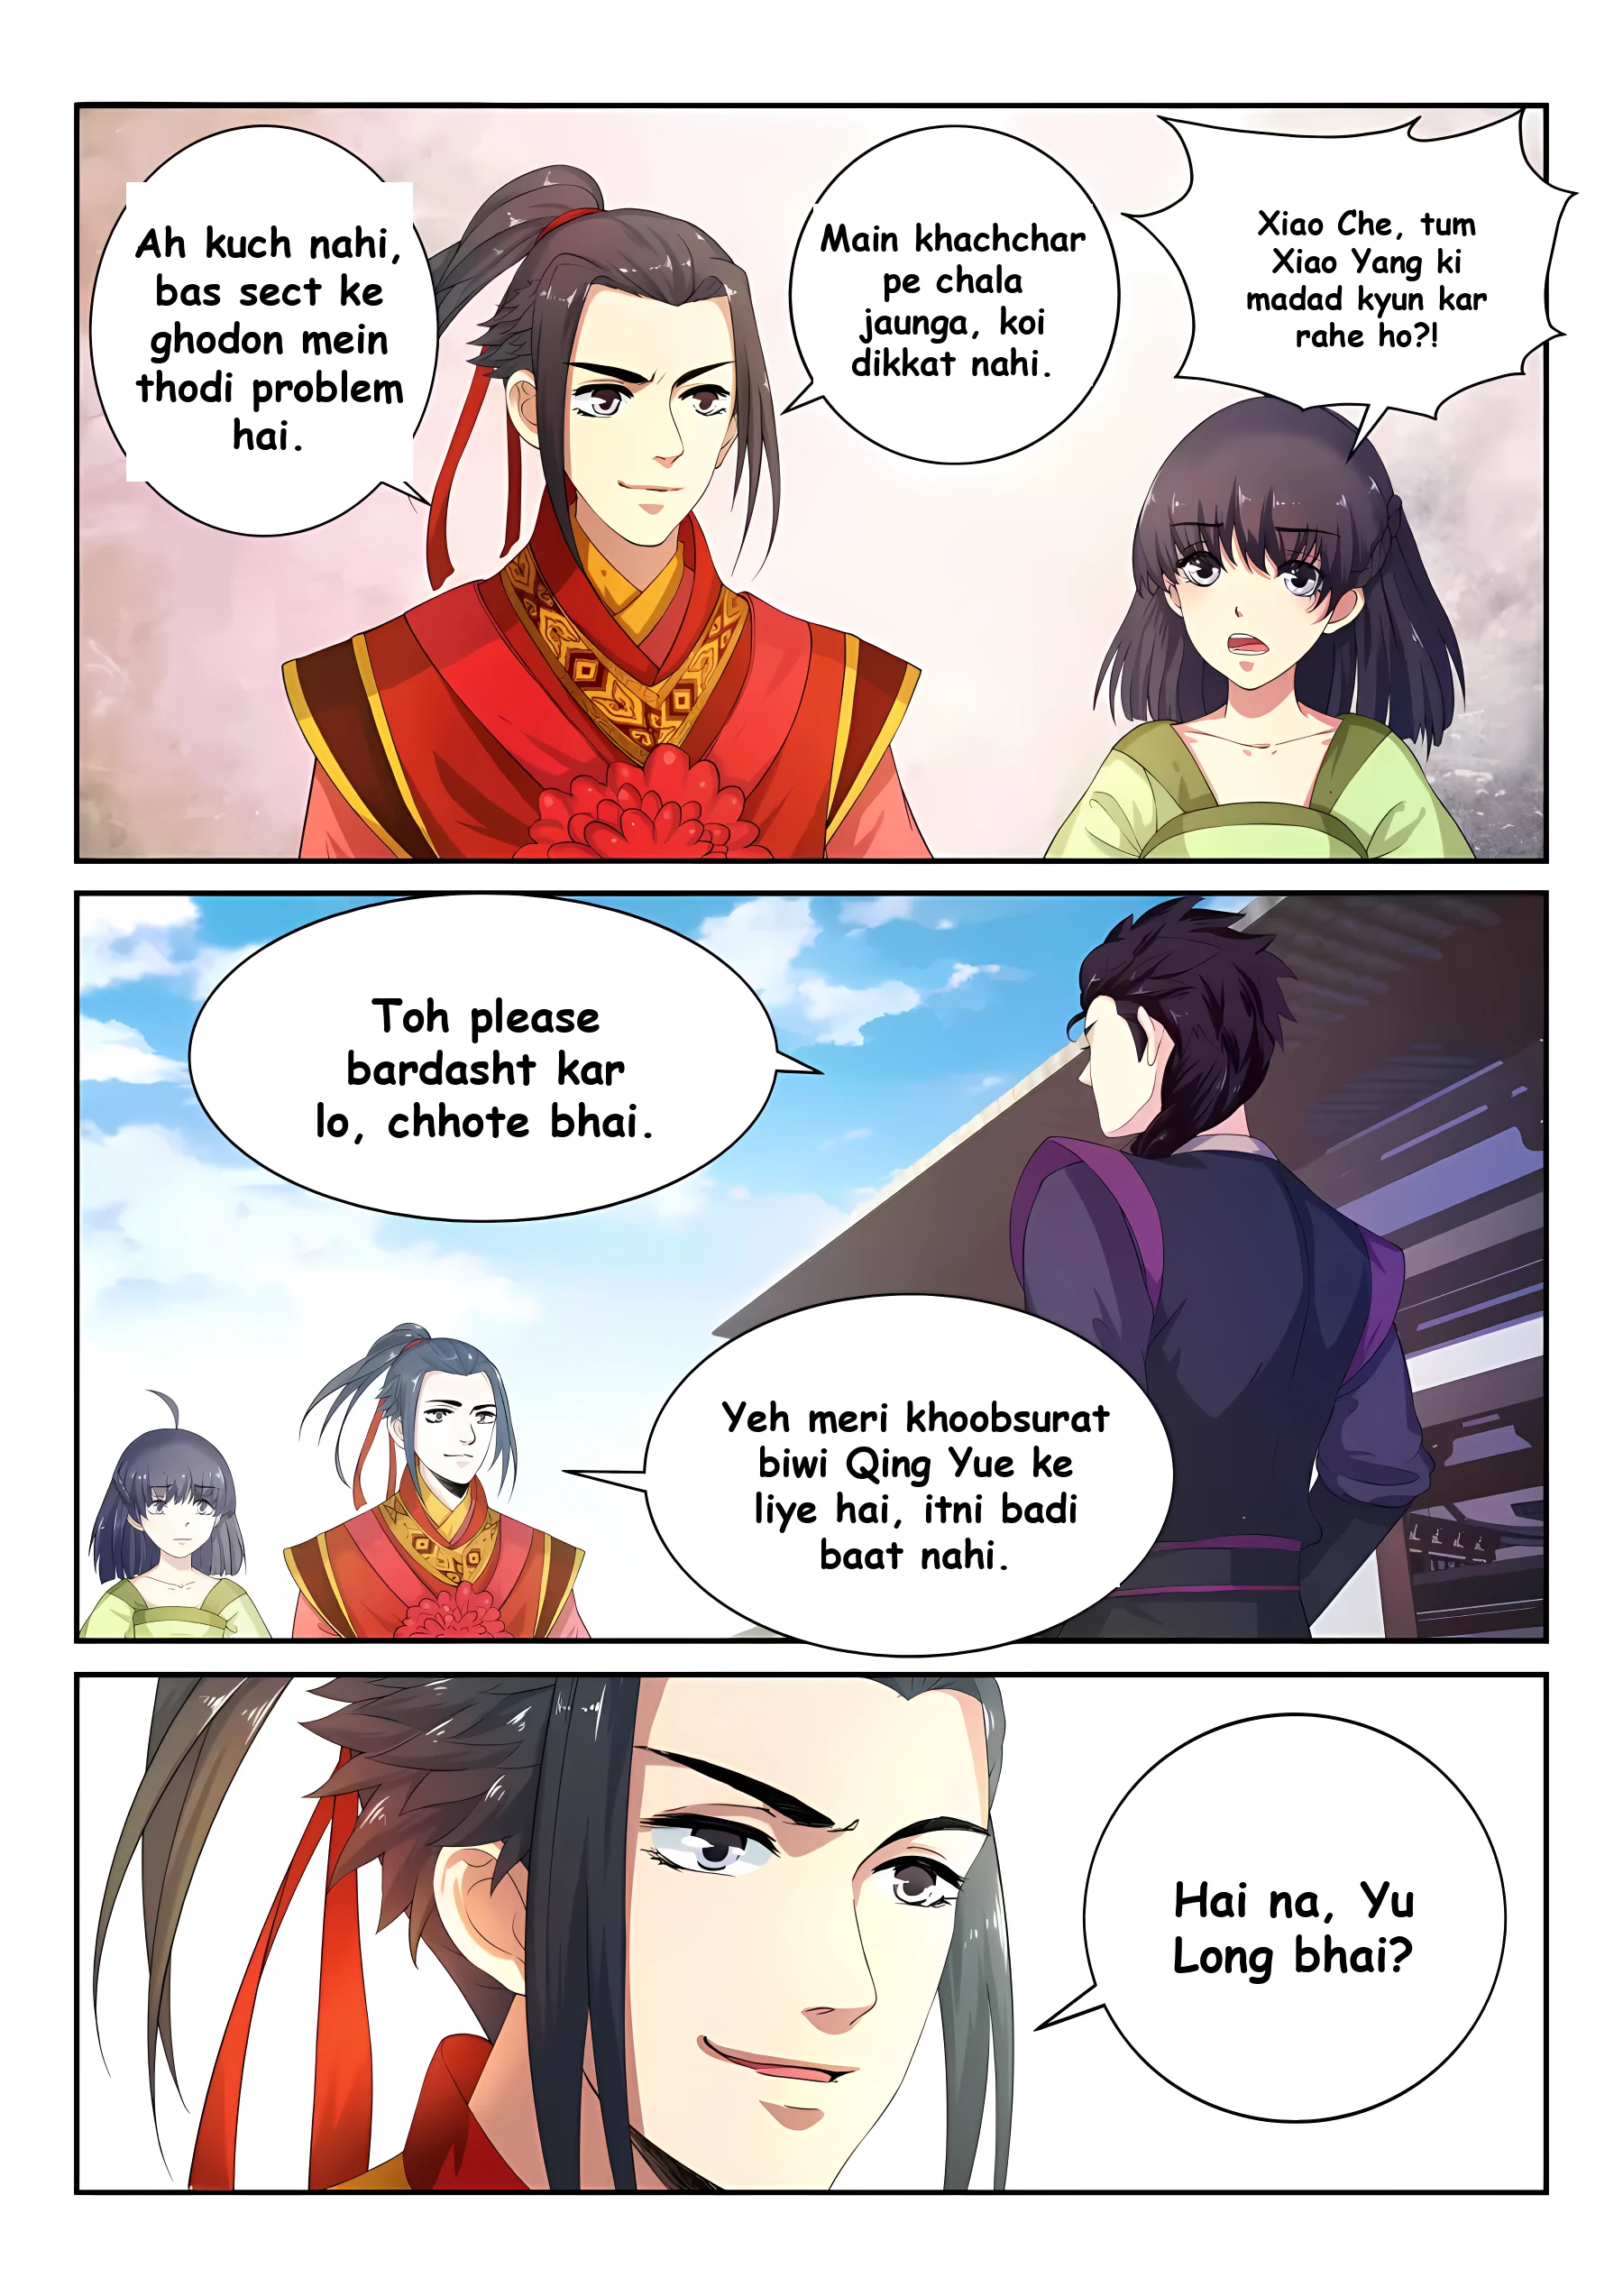 Ah kuch nahi,
bas sect ke
ghodon mein
thodi problem
hai.
Main khachchar
pe chala
jaunga, koi
dikkat nahi.
Xiao Che, tum
Xiao Yang ki
madad kyun kar
rahe ho?!
Toh please
bardasht kar
lo, chhote bhai.
Yeh meri khoobsurat
biwi Qing Yue ke
liye hai, itni badi
baat nahi.
Hai na, Yu
Long bhai?